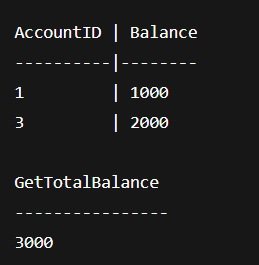 AccountID | Balance
----------|--------
1         | 1000
3         | 2000

GetTotalBalance
----------------
3000